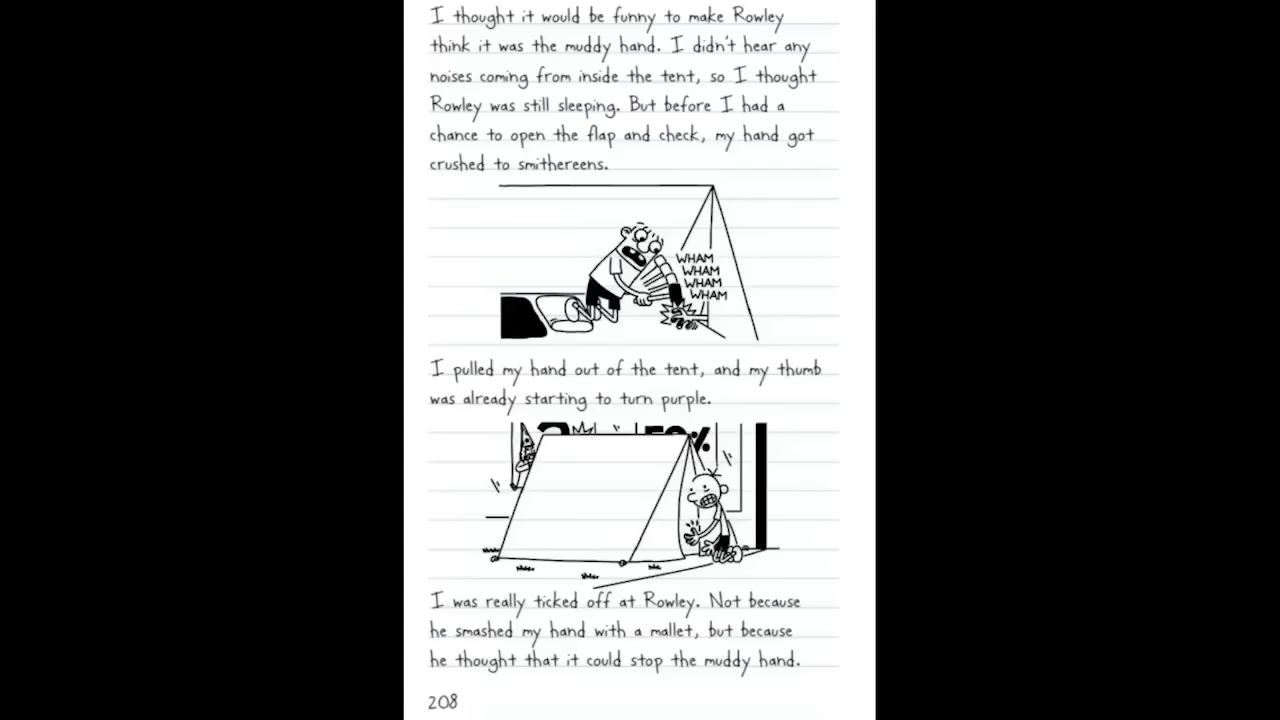 I thought it would be funny to make Rowley
think it was the muddy hand. I didn't hear any
noises coming from inside the tent, so I thought
Rowley was still sleeping. But before I had a
chance to open the flap and check, my hand got
crushed to smithereens.
WHAM
WHAM
WHAM
WHAM
I pulled my hand out of the tent, and my thumb
was already starting to turn purple.
I was really ticked off at Rowley. Not because
he smashed my hand with a mallet, but because
he thought that it could stop the muddy hand.
208